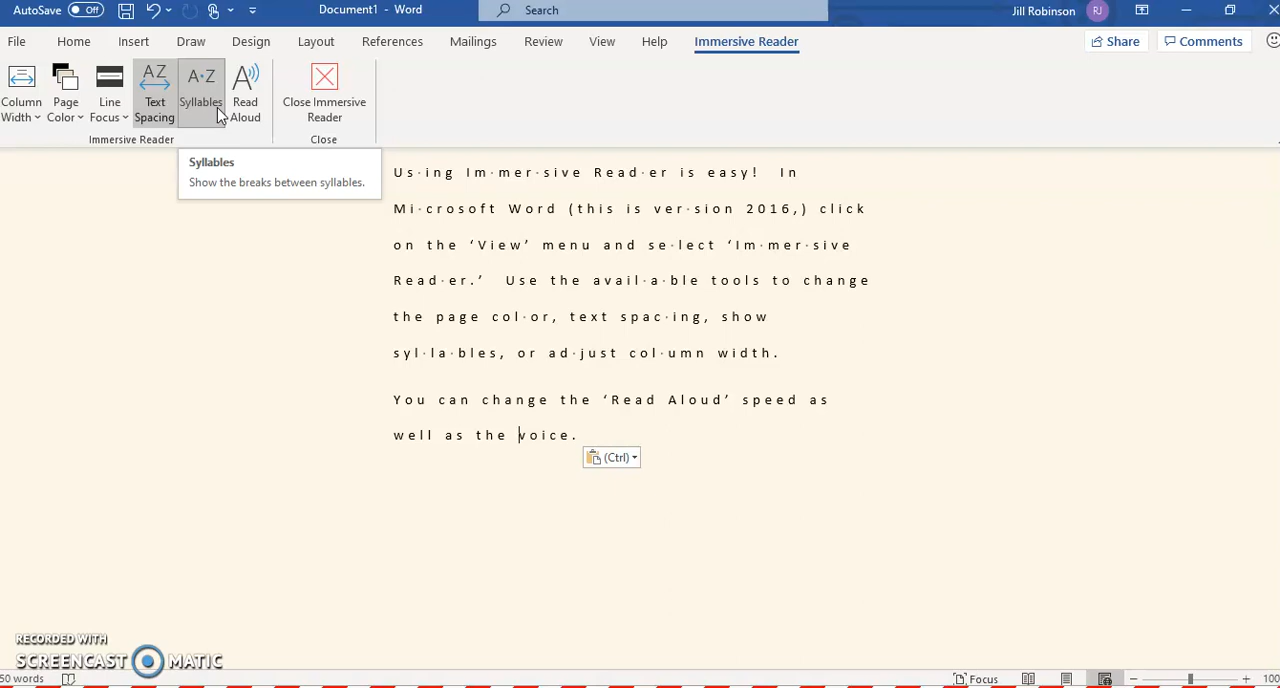 AutoSave Off Document1 - Word Search Jill Robinson RJ
File Home Insert Draw Design Layout References Mailings Review View Help Immersive Reader Share Comments
Column Width Page Color Line Focus Text Spacing Syllables Read Aloud Close Immersive Reader
Immersive Reader Close
Syllables
Show the breaks between syllables.
Us·ing Im·mer·sive Read·er is easy! In
Mi·crosoft Word (this is ver·sion 2016,) click
on the ‘View’ menu and se·lect ‘Im·mer·sive
Read·er.’ Use the avail·a·ble tools to change
the page col·or, text spac·ing, show
syl·la·bles, or ad·just col·umn width.
You can change the ‘Read Aloud’ speed as
well as the voice.
(Ctrl)
RECORDED WITH
SCREENCAST MATIC
50 words Focus 100